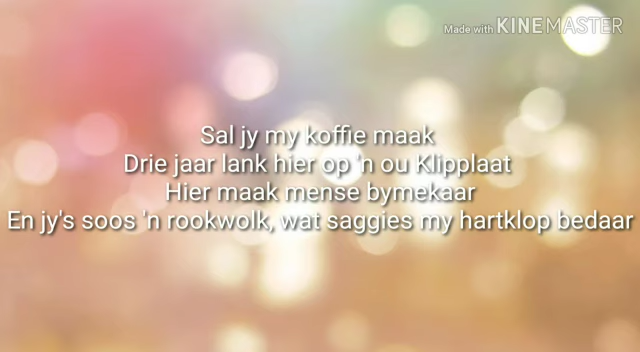 Made with KINEMASTER
Sal jy my koffie maak
Drie jaar lank hier op 'n ou Klipplaat
Hier maak mense bymekaar
En jy's soos 'n rookwolk, wat saggies my hartklop bedaar